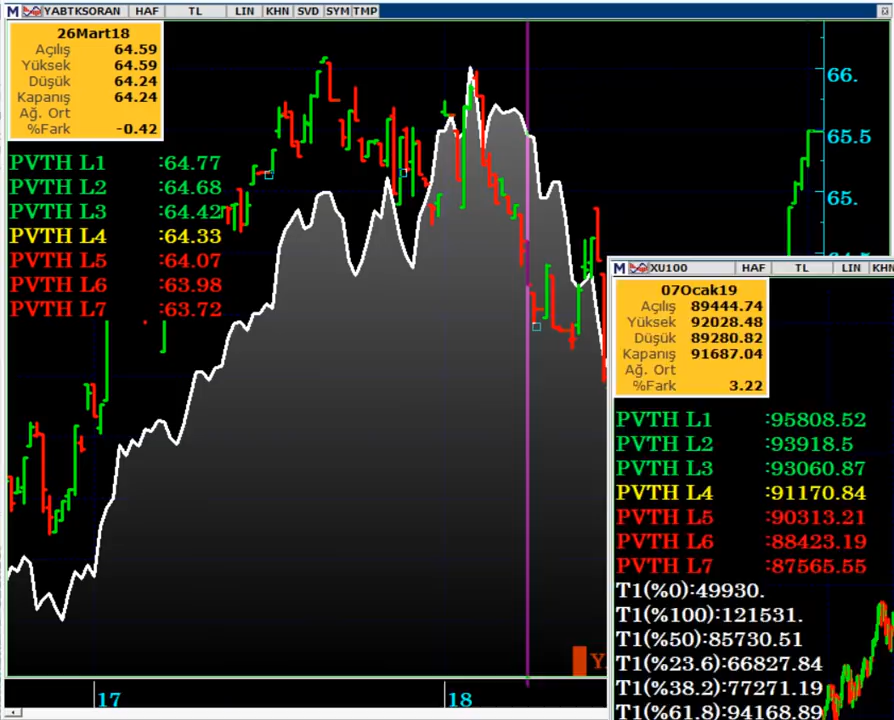 M YABTKSORAN HAF TL LIN KHN SVD SYM TMP
26Mart18
Açılış 64.59
Yüksek 64.59
Düşük 64.24
Kapanış 64.24
Ağ. Ort
%Fark -0.42
PVTH L1 :64.77
PVTH L2 :64.68
PVTH L3 :64.42
PVTH L4 :64.33
PVTH L5 :64.07
PVTH L6 :63.98
PVTH L7 :63.72
66.
65.5
65.
17
18
M XU100 HAF TL LIN KHN
07Ocak19
Açılış 89444.74
Yüksek 92028.48
Düşük 89280.82
Kapanış 91687.04
Ağ. Ort
%Fark 3.22
PVTH L1 :95808.52
PVTH L2 :93918.5
PVTH L3 :93060.87
PVTH L4 :91170.84
PVTH L5 :90313.21
PVTH L6 :88423.19
PVTH L7 :87565.55
T1(%0):49930.
T1(%100):121531.
T1(%50):85730.51
T1(%23.6):66827.84
T1(%38.2):77271.19
T1(%61.8):94168.89